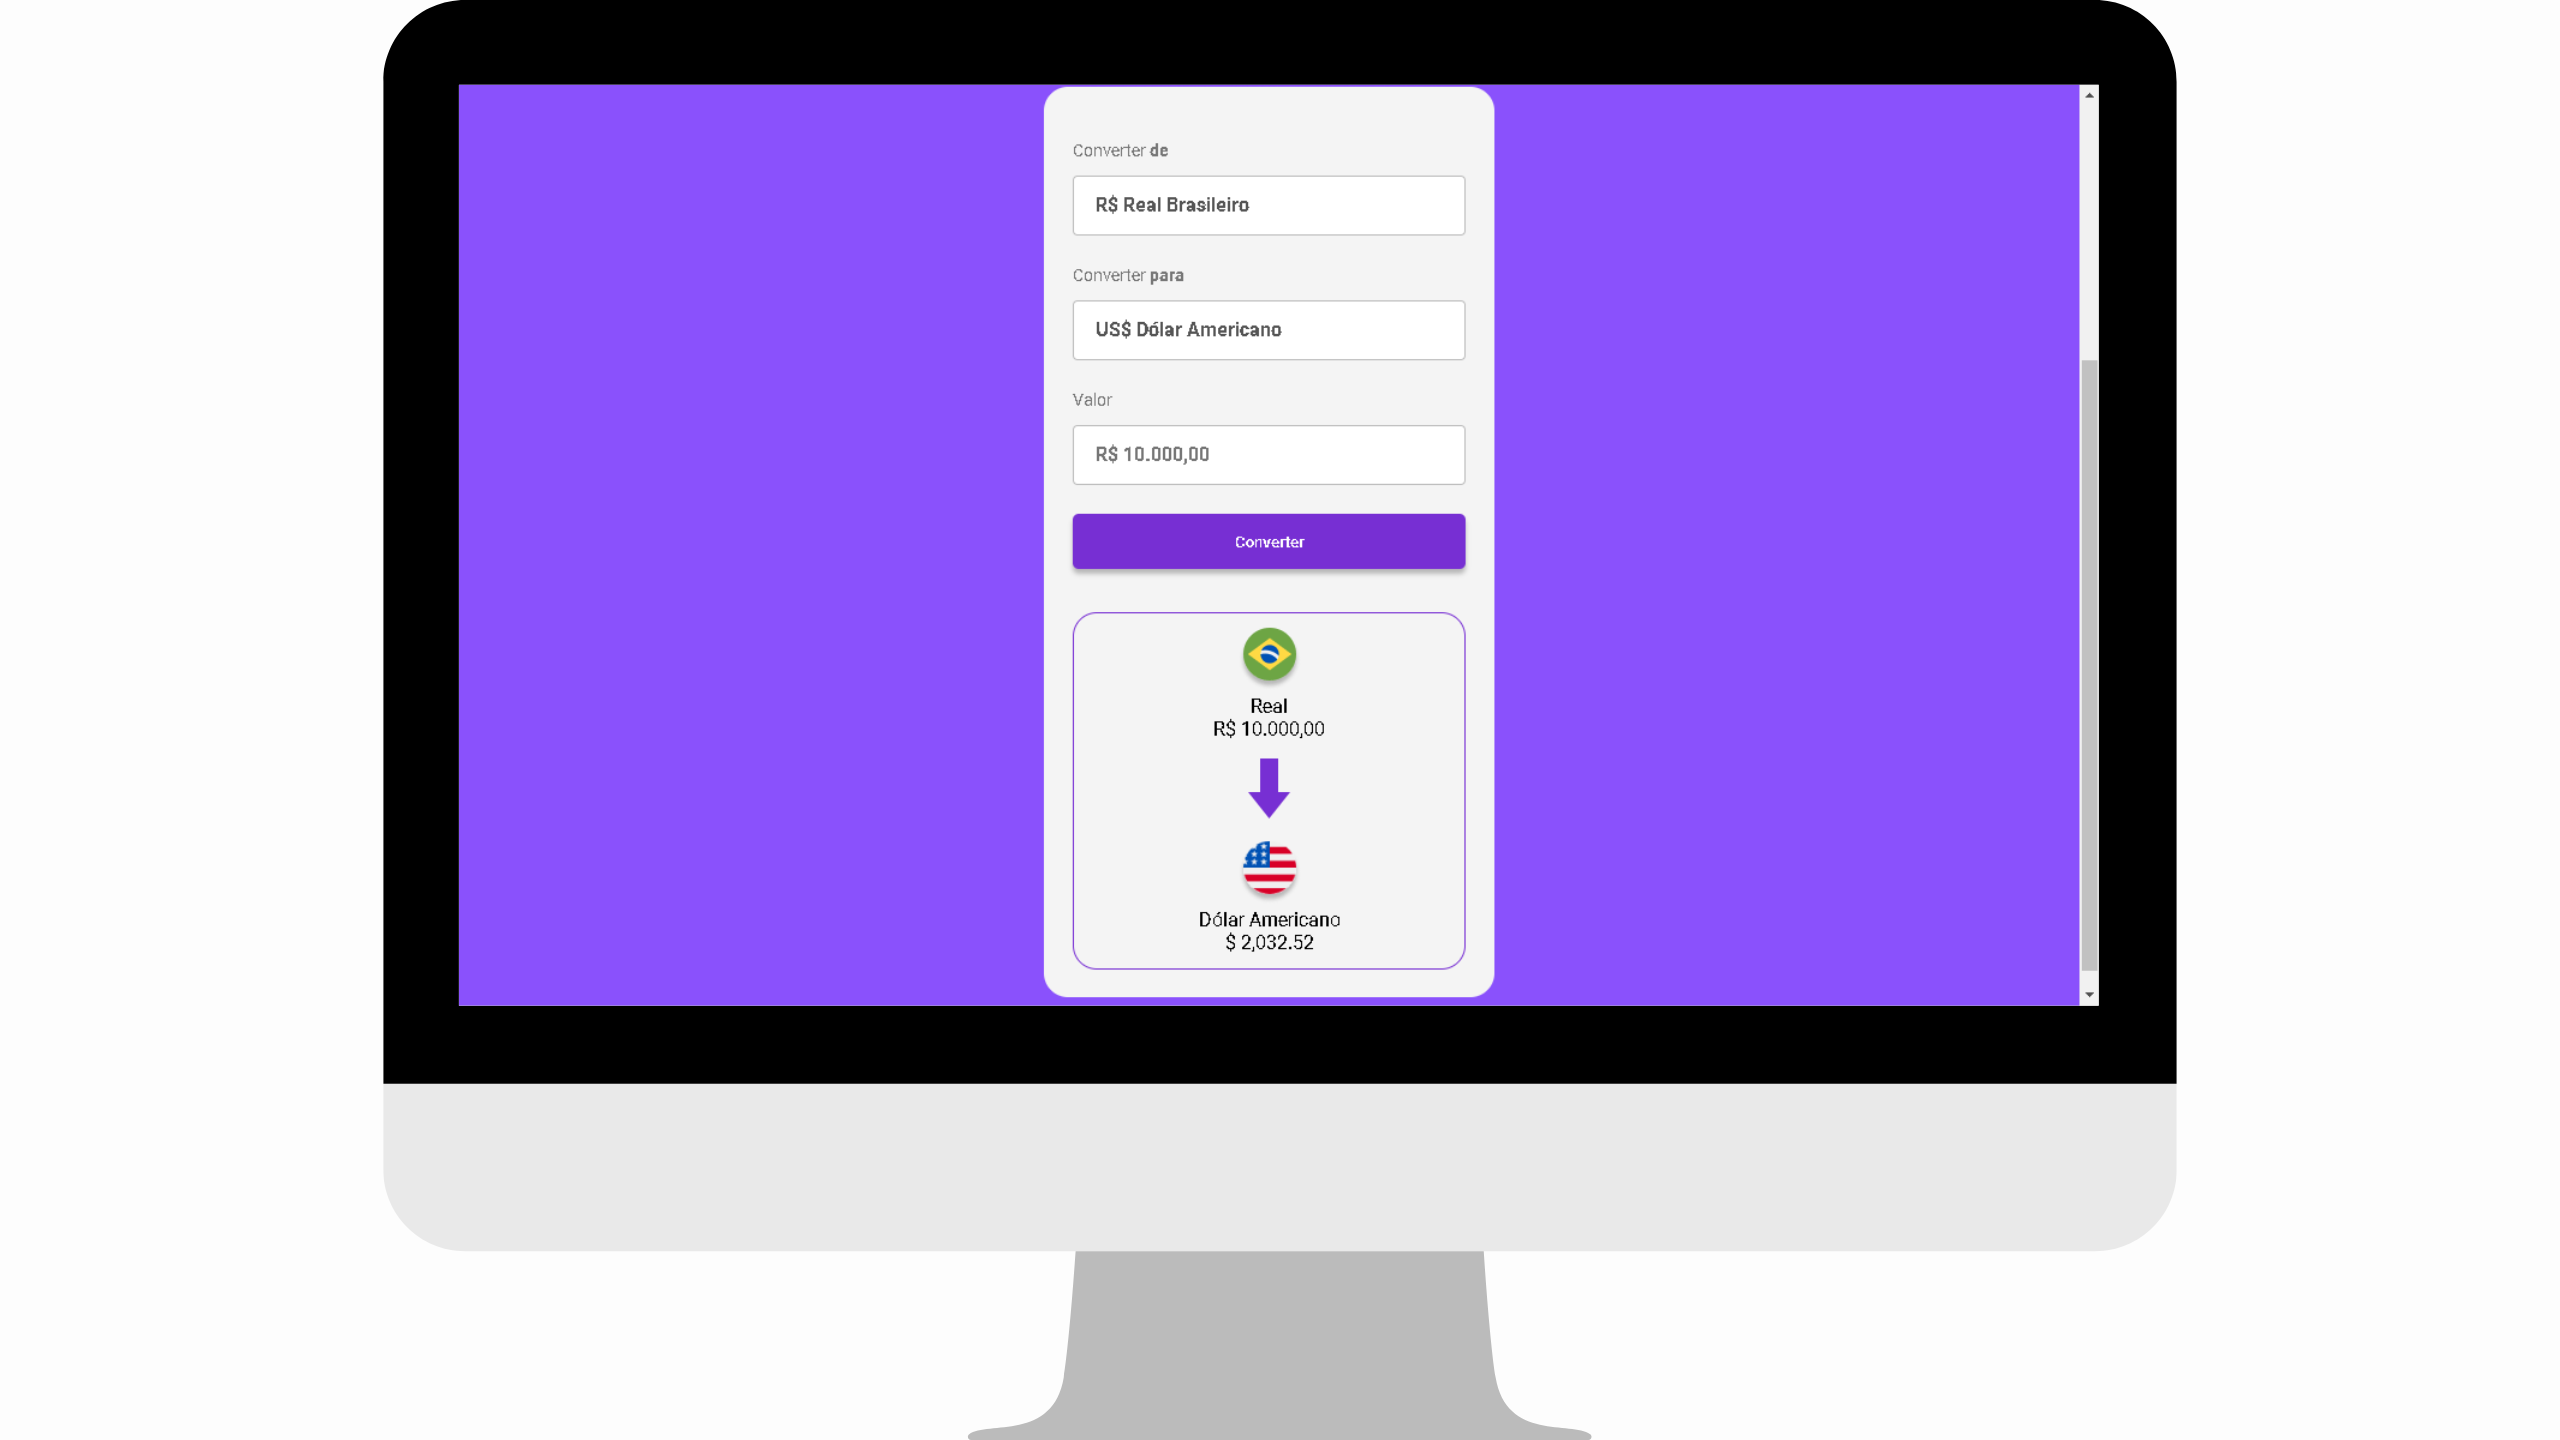 Converter de
R$ Real Brasileiro
Converter para
US$ Dólar Americano
Valor
R$ 10.000,00
Converter
Real
R$ 10.000,00
Dólar Americano
$ 2,032.52